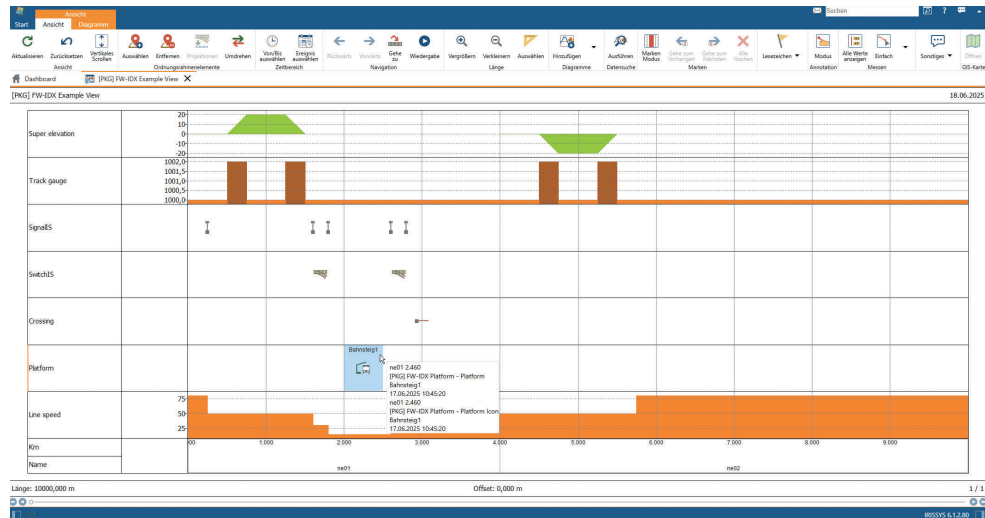 Ansicht
Suchen
?
Start Ansicht Diagramm
Aktualisieren Zurücksetzen Vertikales Scrollen Auswählen Entfernen Projektionen Umdrehen Von/Bis auswählen Ereignis auswählen Rückwärts Vorwärts Gehe zu Wiedergabe Vergrößern Verkleinern Auswählen Hinzufügen Ausführen Marken Modus Gehe zum Vorherigen Gehe zum Nächsten Alle löschen Lesezeichen Modus Alle Werte anzeigen Einfach Sonstiges Öffnen
Ansicht Ordnungsrahmenelemente Zeitbereich Navigation Länge Diagramme Datensuche Marken Annotation Messen GIS-Karte
Dashboard [PKG] FW-IDX Example View
[PKG] FW-IDX Example View 18.06.2025
Super elevation
20
10
0
-10
-20
Track gauge
1002,0
1001,5
1001,0
1000,5
1000,0
SignalIS
SwitchIS
Crossing
Platform
Bahnsteig1
ne01 2.460
[PKG] FW-IDX Platform - Platform
Bahnsteig1
17.06.2025 10:45:20
ne01 2.460
[PKG] FW-IDX Platform - Platform Icon
Bahnsteig1
17.06.2025 10:45:20
Line speed
75
50
25
Km 00 1.000 2.000 3.000 4.000 5.000 6.000 7.000 8.000 9.000
Name ne01 ne02
Länge: 10000,000 m Offset: 0,000 m 1 / 1
IRISSYS 6.1.2.80